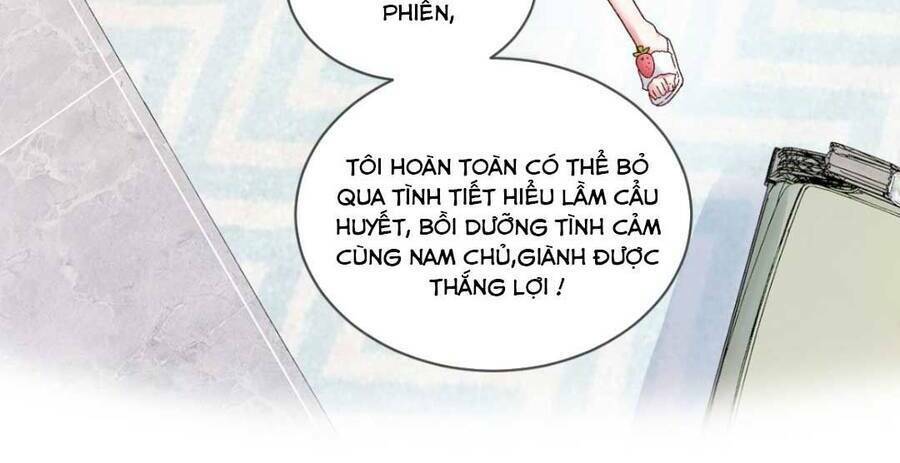 PHIỀN,
TÔI HOÀN TOÀN CÓ THỂ BỎ
QUA TÌNH TIẾT HIỂU LẦM CẨU
HUYẾT, BỒI DƯỠNG TÌNH CẢM
CÙNG NAM CHỦ,GIÀNH ĐƯỢC
THẮNG LỢI !